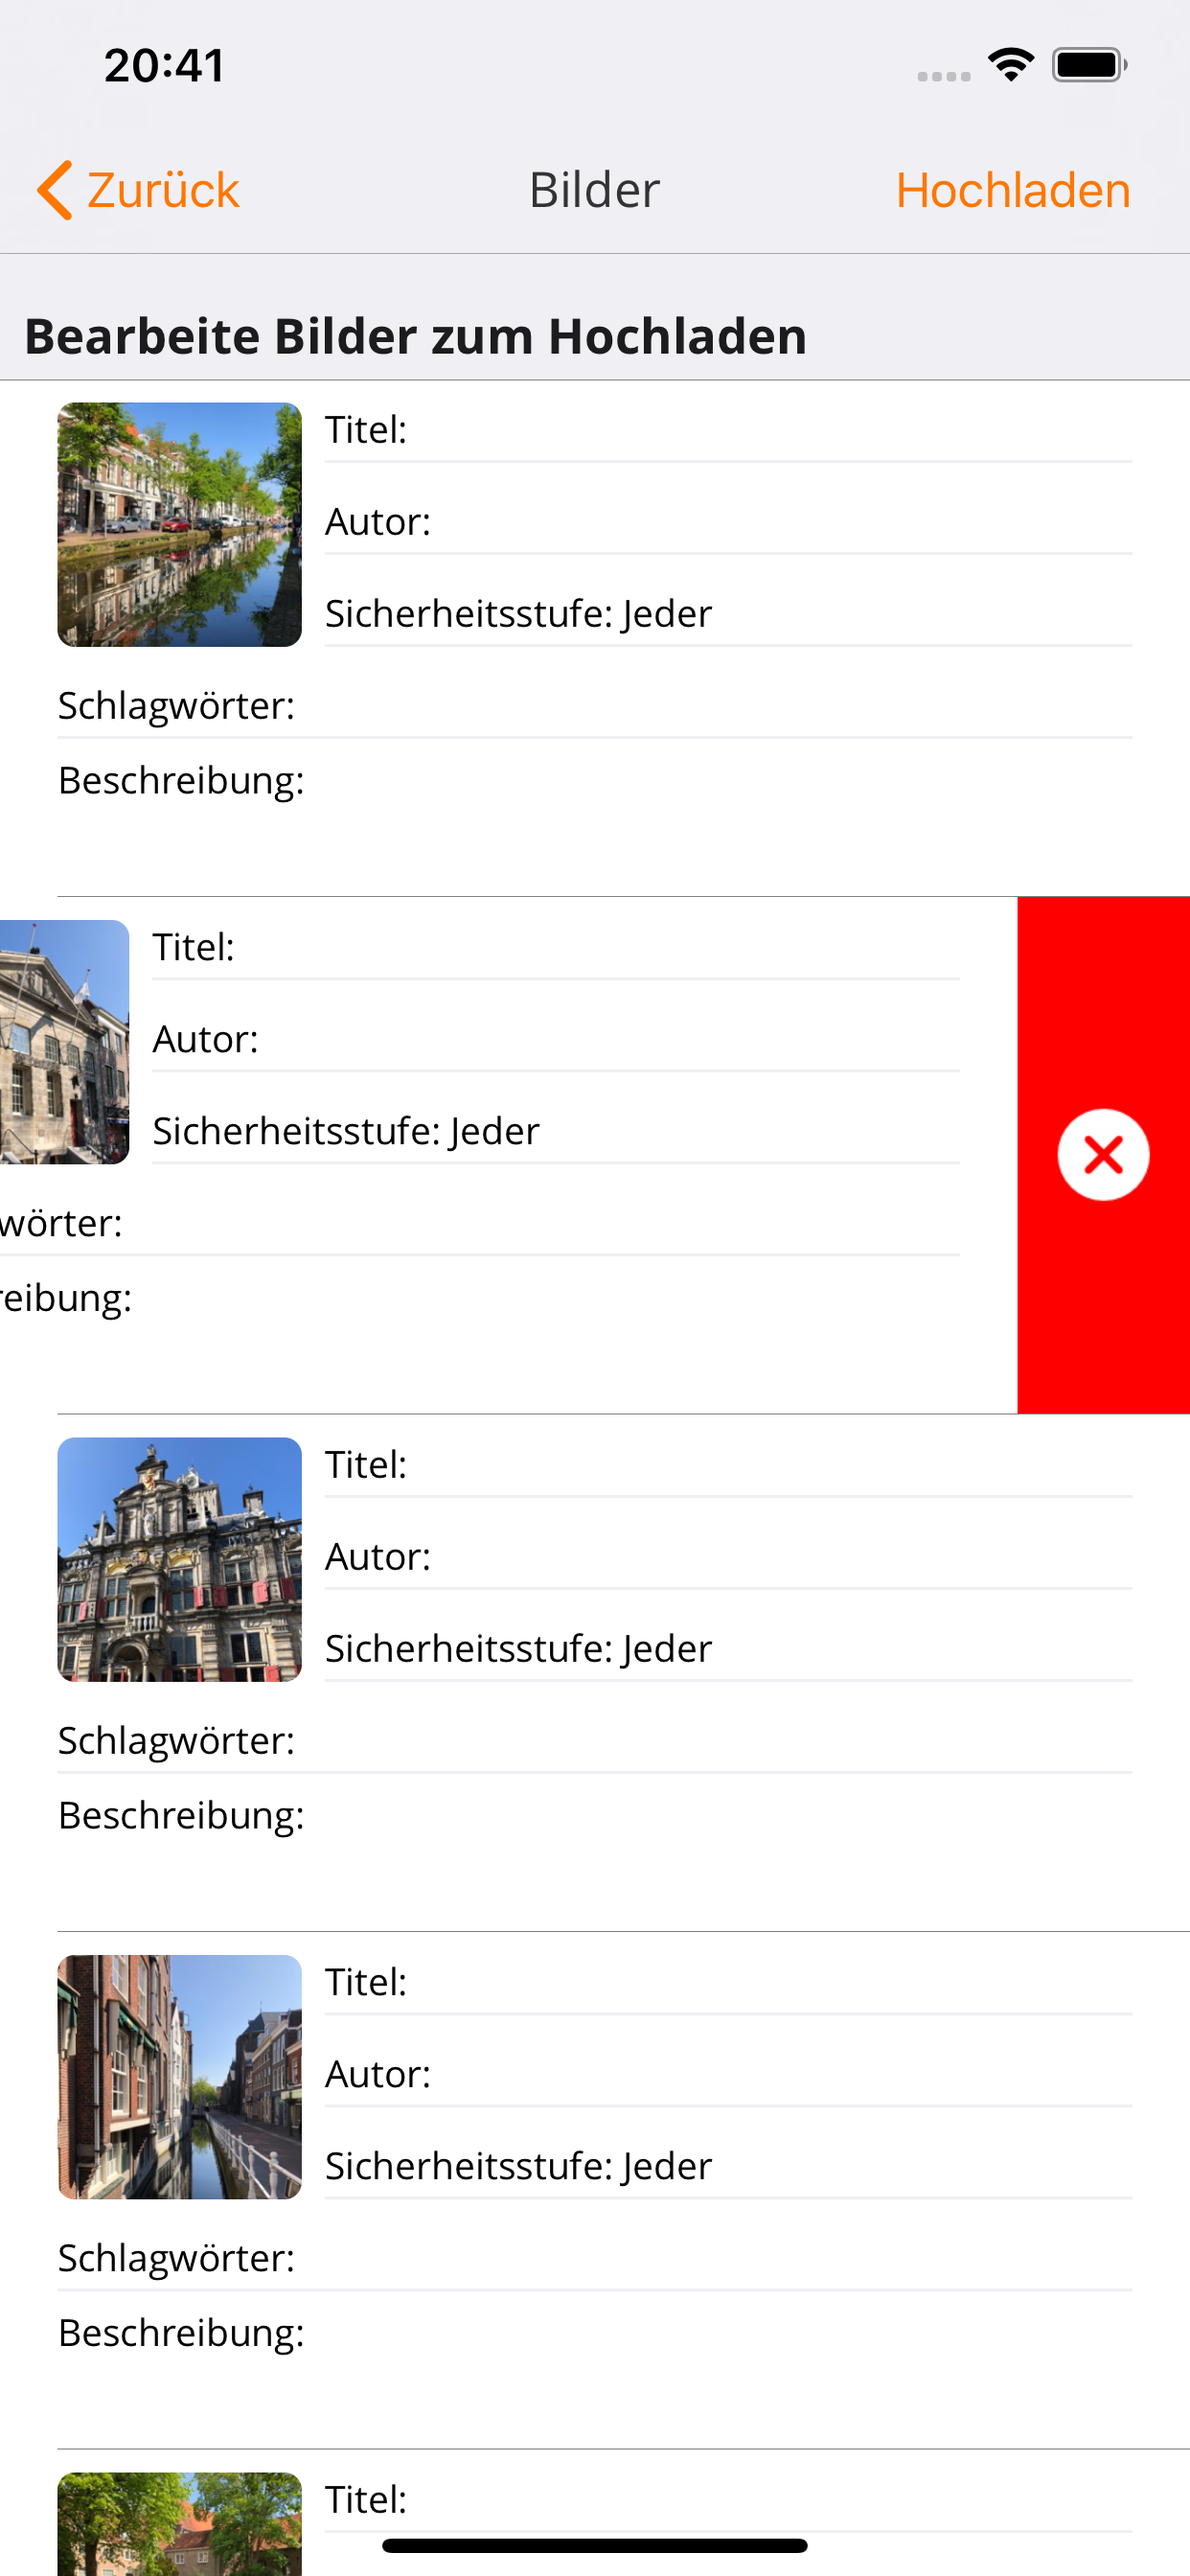 20:41
Zurück Bilder Hochladen
Bearbeite Bilder zum Hochladen
Titel:
Autor:
Sicherheitsstufe: Jeder
Schlagwörter:
Beschreibung:
Titel:
Autor:
Sicherheitsstufe: Jeder
wörter:
reibung:
Titel:
Autor:
Sicherheitsstufe: Jeder
Schlagwörter:
Beschreibung:
Titel:
Autor:
Sicherheitsstufe: Jeder
Schlagwörter:
Beschreibung:
Titel: